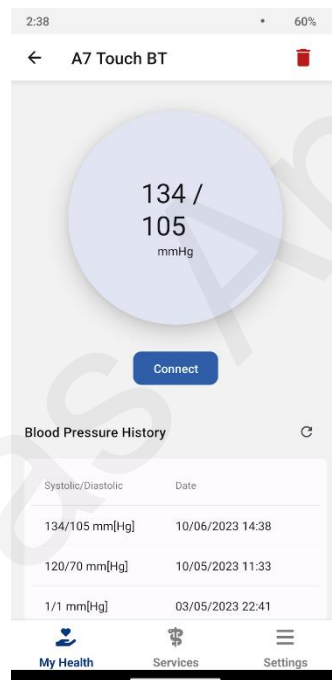 2:38 60%
A7 Touch BT
134 /
105
mmHg
Connect
Blood Pressure History
Systolic/Diastolic Date
134/105 mm[Hg] 10/06/2023 14:38
120/70 mm[Hg] 10/05/2023 11:33
1/1 mm[Hg] 03/05/2023 22:41
My Health Services Settings